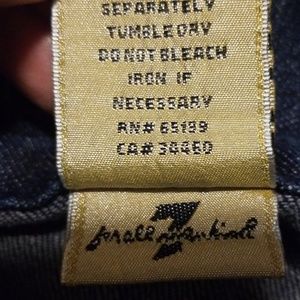 SEPARATELY
TUMBLE DRY
DO NOT BLEACH
IRON IF
NECESSARY
RN# 65199
CA# 34460
7
for all mankind